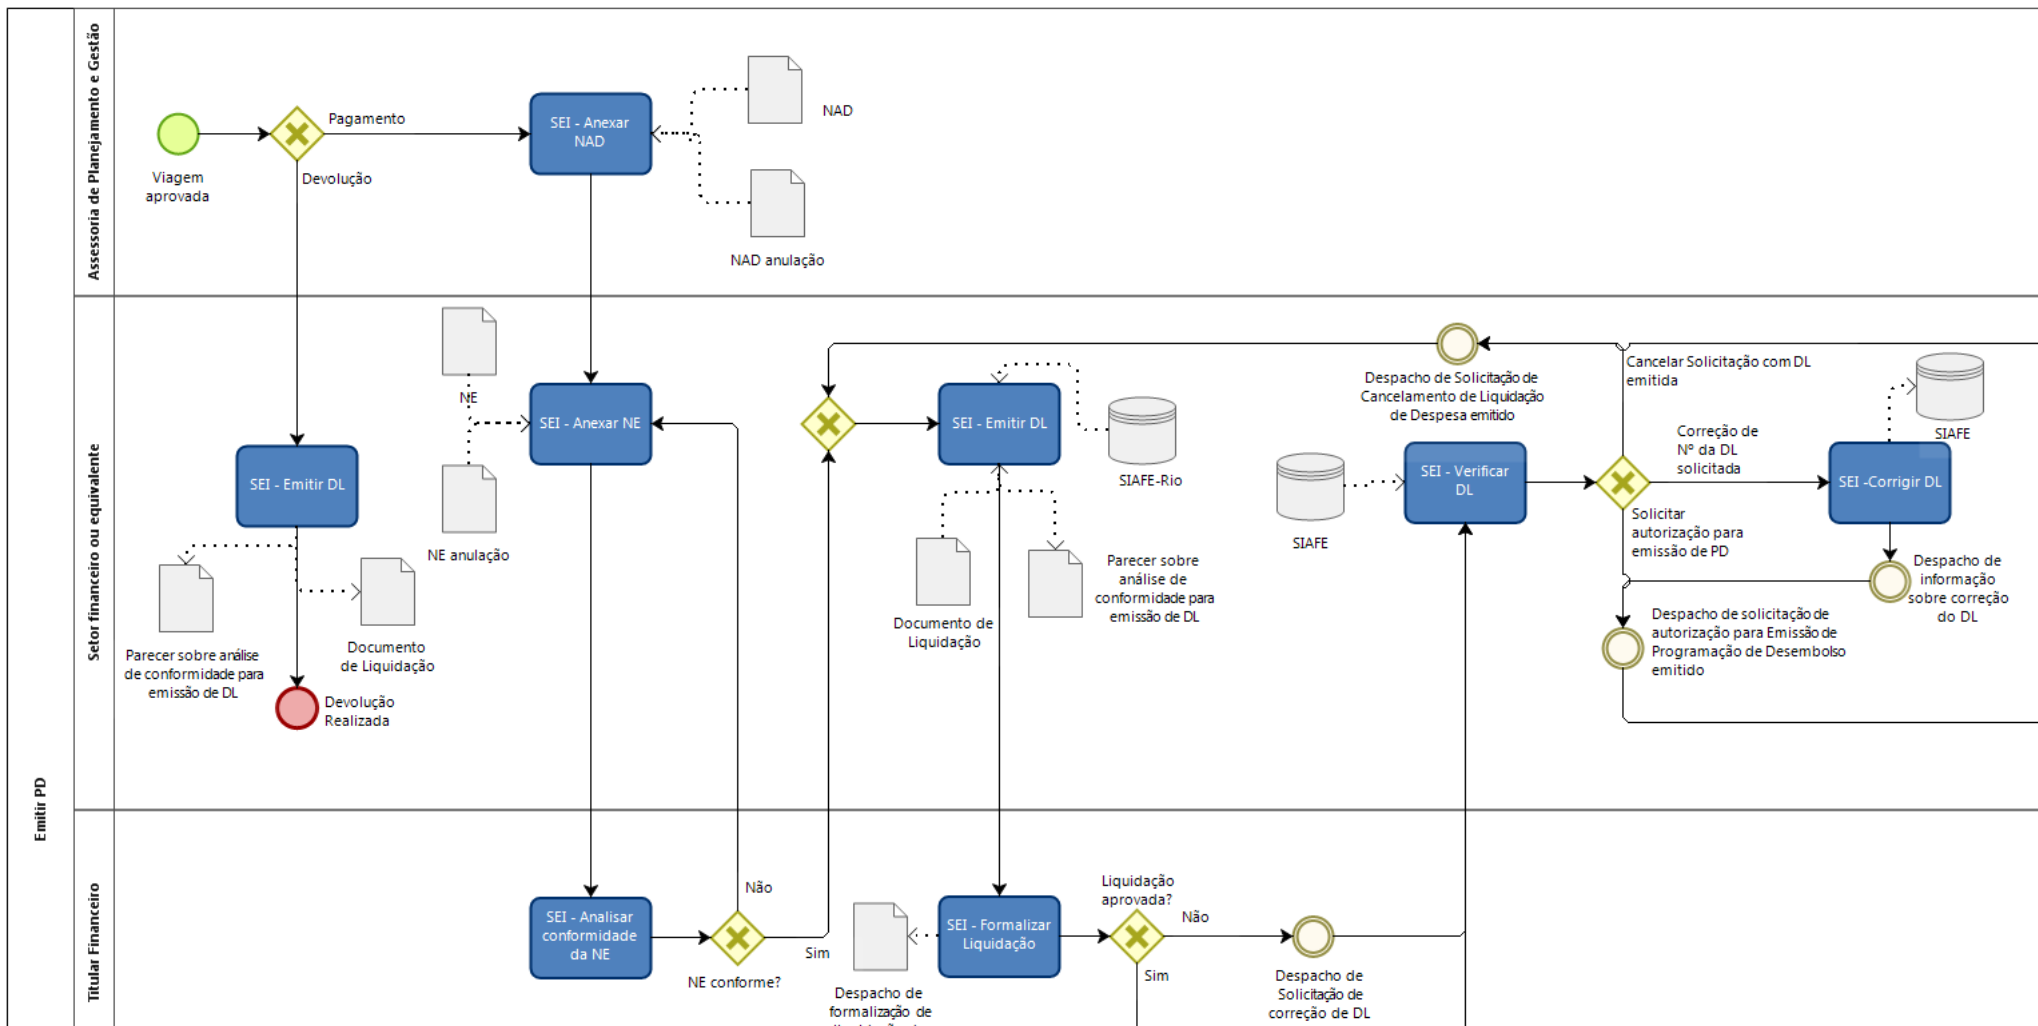 Emitir PD
Assessoria de Planejamento e Gestão
Viagem
aprovada
Pagamento
Devolução
SEI - Anexar
NAD
NAD
NAD anulação
Setor financeiro ou equivalente
SEI - Emitir DL
Parecer sobre análise
de conformidade para
emissão de DL
Documento
de Liquidação
Devolução
Realizada
NE
SEI - Anexar NE
NE anulação
SEI - Emitir DL
SIAFE-Rio
Documento de
Liquidação
Parecer sobre
análise de
conformidade para
emissão de DL
Despacho de Solicitação de
Cancelamento de Liquidação
de Despesa emitido
SIAFE
SEI - Verificar
DL
Cancelar Solicitação com DL
emitida
Correção de
Nº da DL
solicitada
Solicitar
autorização para
emissão de PD
SIAFE
SEI -Corrigir DL
Despacho de
informação
sobre correção
do DL
Despacho de solicitação de
autorização para Emissão de
Programação de Desembolso
emitido
Titular Financeiro
SEI - Analisar
conformidade
da NE
Não
Sim
NE conforme?
Despacho de
formalização de
SEI - Formalizar
Liquidação
Liquidação
aprovada?
Não
Sim
Despacho de
Solicitação de
correção de DL